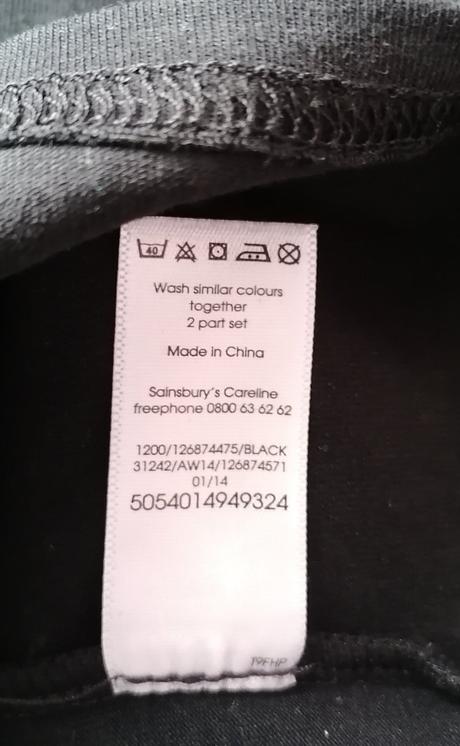 40
Wash similar colours
together
2 part set
Made in China
Sainsbury's Careline
freephone 0800 63 62 62
1200/126874475/BLACK
31242/AW14/126874571
01/14
5054014949324